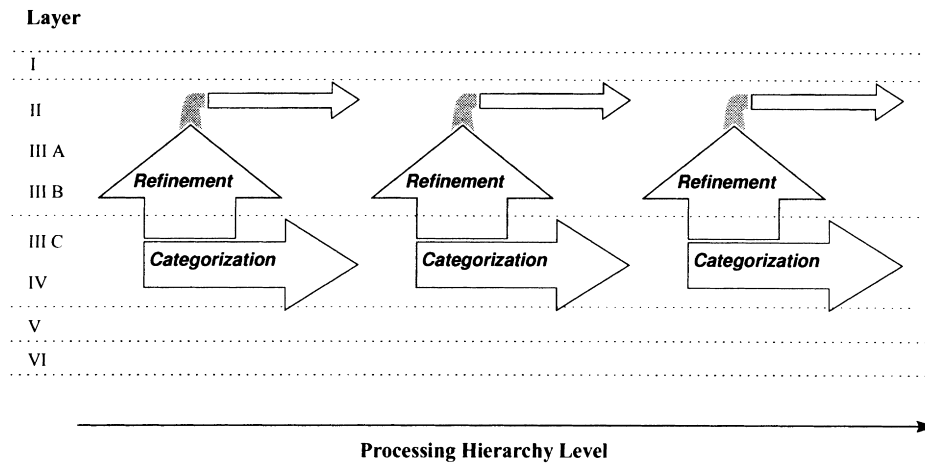 Layer
I
II
III A
Refinement Refinement Refinement
III B
III C
Categorization Categorization Categorization
IV
V
VI
Processing Hierarchy Level